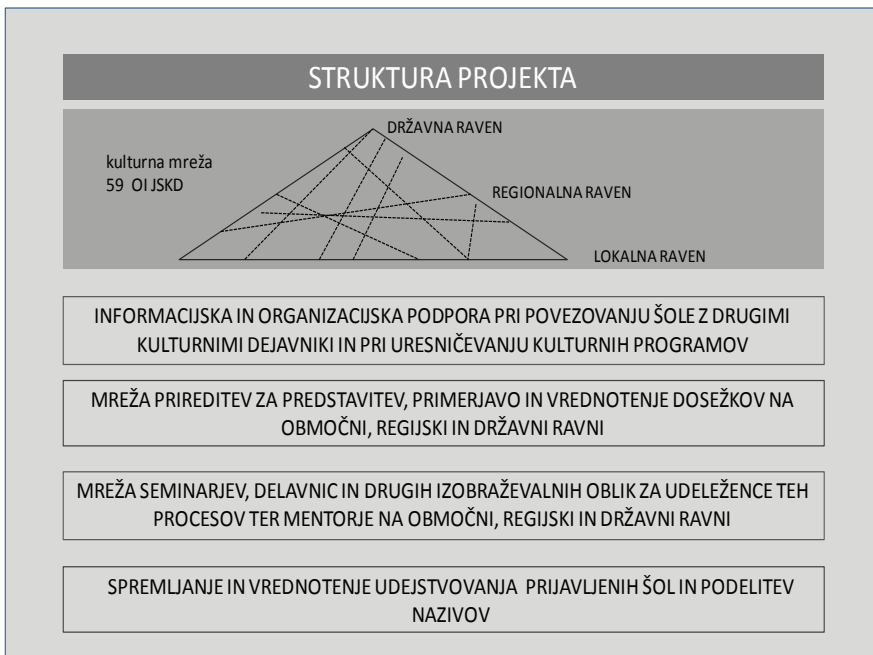 STRUKTURA PROJEKTA
DRŽAVNA RAVEN
kulturna mreža
59 OI JSKD
REGIONALNA RAVEN
LOKALNA RAVEN
INFORMACIJSKA IN ORGANIZACIJSKA PODPORA PRI POVEZOVANJU ŠOLE Z DRUGIMI
KULTURNIMI DEJAVNIKI IN PRI URESNIČEVANJU KULTURNIH PROGRAMOV
MREŽA PRIREDITEV ZA PREDSTAVITEV, PRIMERJAVO IN VREDNOTENJE DOSEŽKOV NA
OBMOČNI, REGIJSKI IN DRŽAVNI RAVNI
MREŽA SEMINARJEV, DELAVNIC IN DRUGIH IZOBRAŽEVALNIH OBLIK ZA UDELEŽENCE TEH
PROCESOV TER MENTORJE NA OBMOČNI, REGIJSKI IN DRŽAVNI RAVNI
SPREMLJANJE IN VREDNOTENJE UDEJSTVOVANJA PRIJAVLJENIH ŠOL IN PODELITEV
NAZIVOV